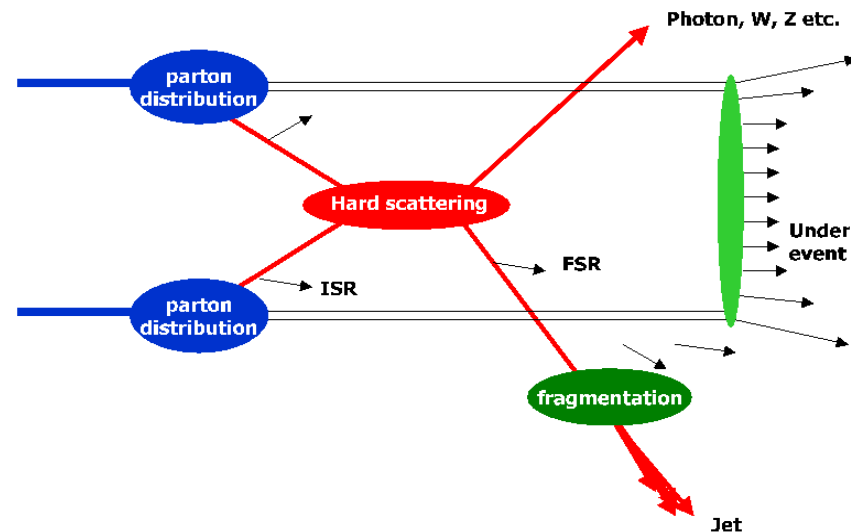 Photon, W, Z etc.
parton
distribution
Hard scattering
Under
event
FSR
ISR
parton
distribution
fragmentation
Jet